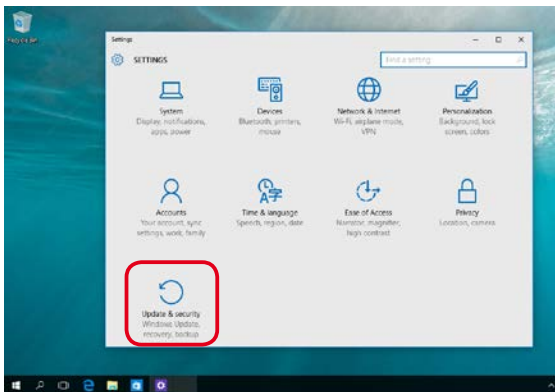 Recycle Bin
Settings
SETTINGS
Find a setting
System
Display, notifications,
apps, power
Devices
Bluetooth, printers,
mouse
Network & Internet
Wi-Fi, airplane mode,
VPN
Personalization
Background, lock
screen, colors
Accounts
Your account, sync
settings, work, family
Time & language
Speech, region, date
Ease of Access
Narrator, magnifier,
high contrast
Privacy
Location, camera
Update & security
Windows Update,
recovery, backup